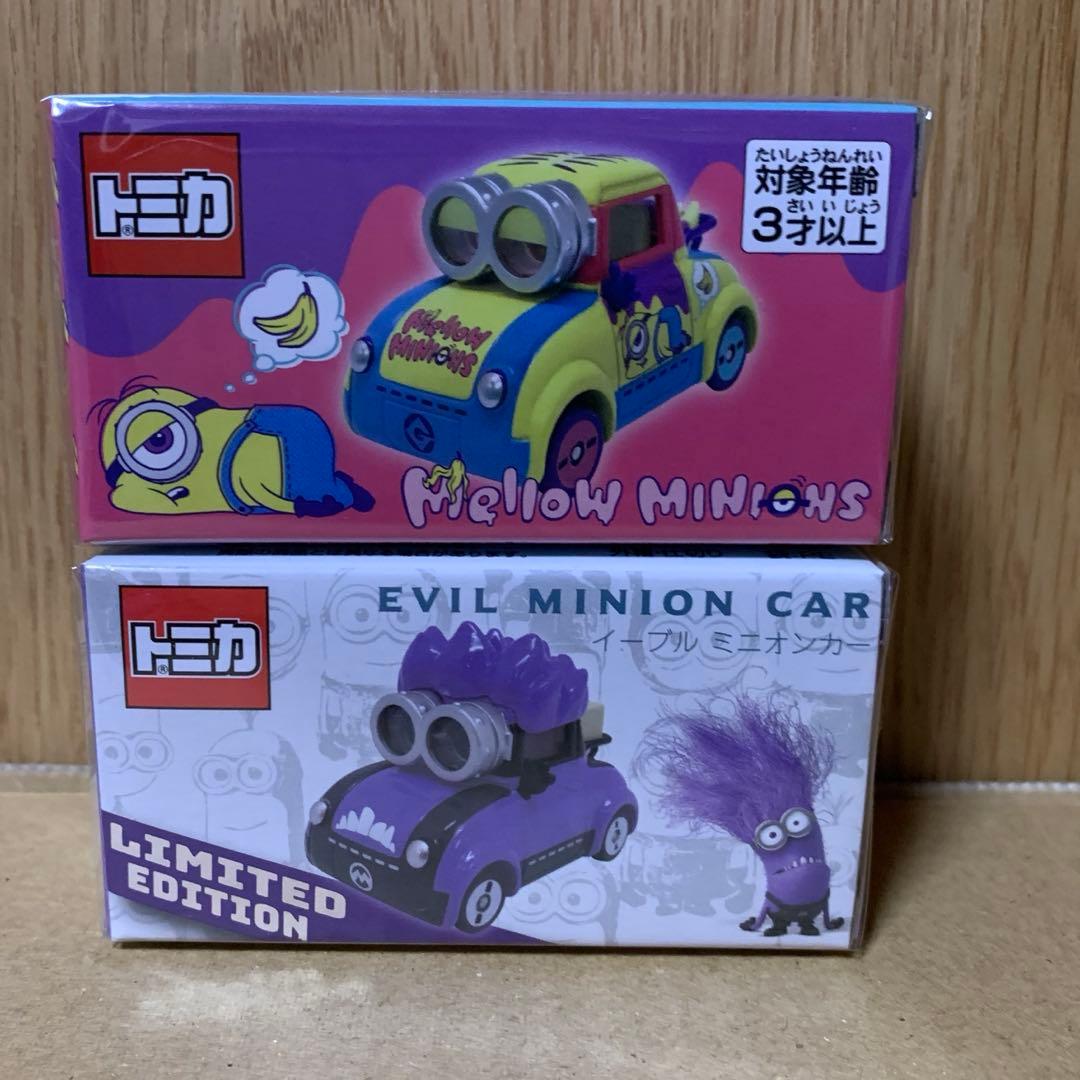 トミカ®
たいしょうねんれい
対象年齢
さいいじょう
3才以上
Mellow MINIONS
G
Mellow MINIONS
EVIL MINION CAR
イーブル ミニオンカー
トミカ®
LIMITED
EDITION